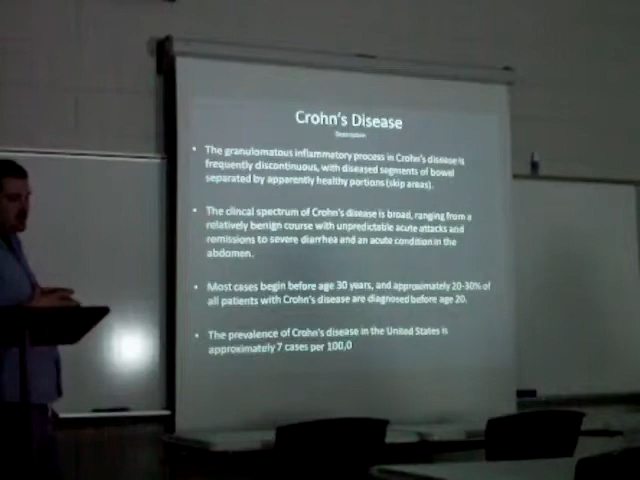 Crohn's Disease
Description
• The granulomatous inflammatory process in Crohn's disease is
frequently discontinuous, with diseased segments of bowel
separated by apparently healthy portions (skip areas).
• The clincal spectrum of Crohn's disease is broad, ranging from a
relatively benign course with unpredictable acute attacks and
remissions to severe diarrhea and an acute condition in the
abdomen.
• Most cases begin before age 30 years, and approximately 20-30% of
all patients with Crohn's disease are diagnosed before age 20.
• The prevalence of Crohn's disease in the United States is
approximately 7 cases per 100,0